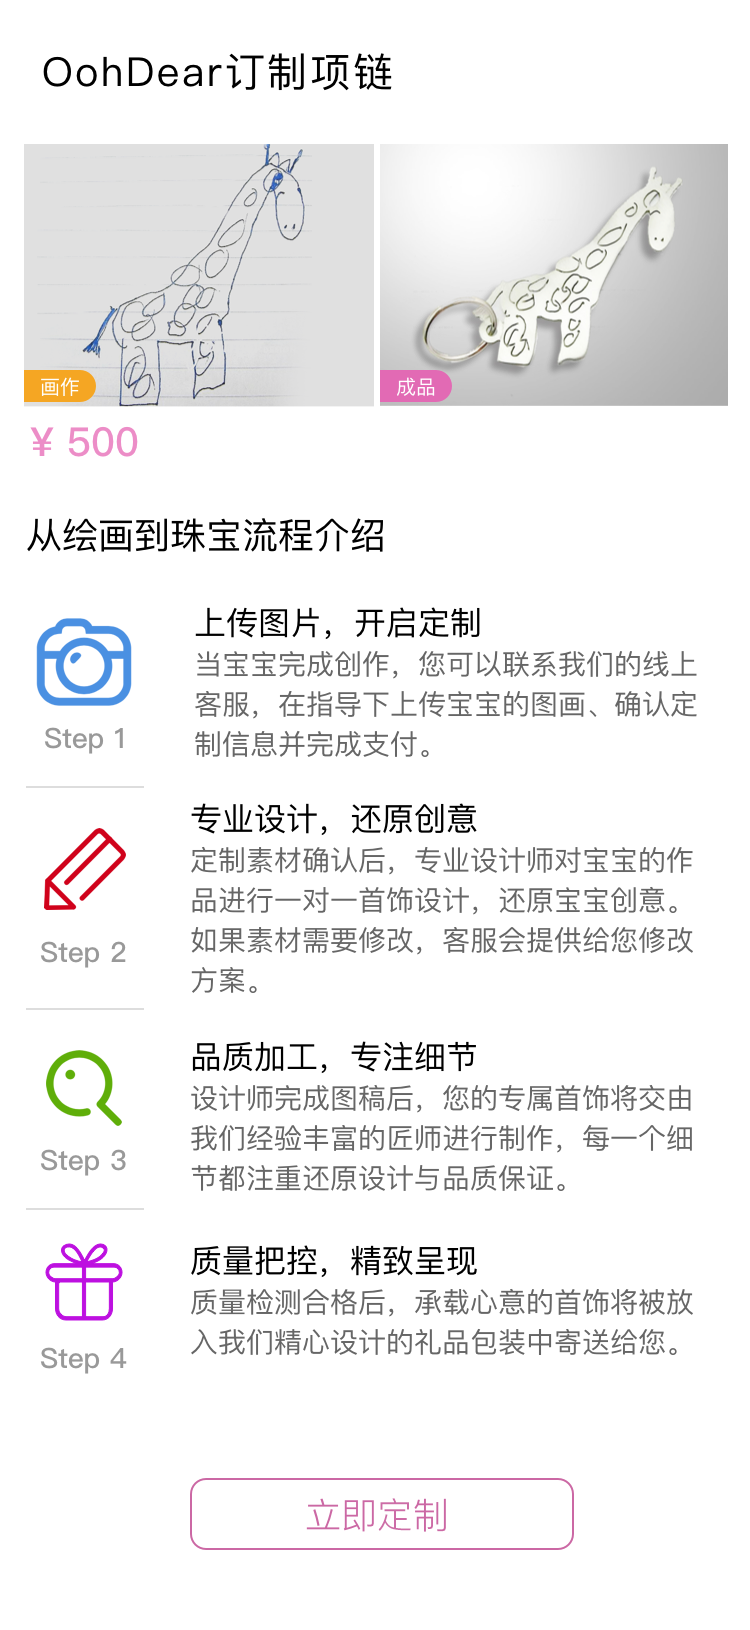 OohDear订制项链
画作
成品
¥ 500
从绘画到珠宝流程介绍
上传图片，开启定制
当宝宝完成创作，您可以联系我们的线上
客服，在指导下上传宝宝的图画、确认定
制信息并完成支付。
Step 1
专业设计，还原创意
定制素材确认后，专业设计师对宝宝的作
品进行一对一首饰设计，还原宝宝创意。
如果素材需要修改，客服会提供给您修改
方案。
Step 2
品质加工，专注细节
设计师完成图稿后，您的专属首饰将交由
我们经验丰富的匠师进行制作，每一个细
节都注重还原设计与品质保证。
Step 3
质量把控，精致呈现
质量检测合格后，承载心意的首饰将被放
入我们精心设计的礼品包装中寄送给您。
Step 4
立即定制